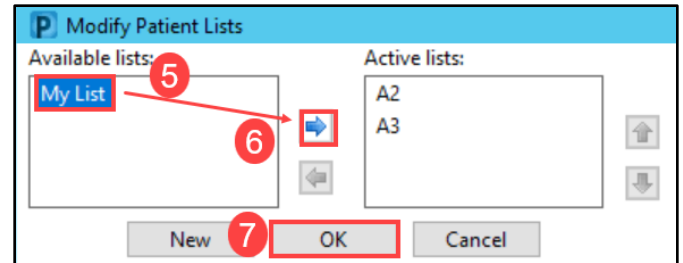 P Modify Patient Lists
Available lists: Active lists:
5
My List A2
A3
6
New 7 OK Cancel